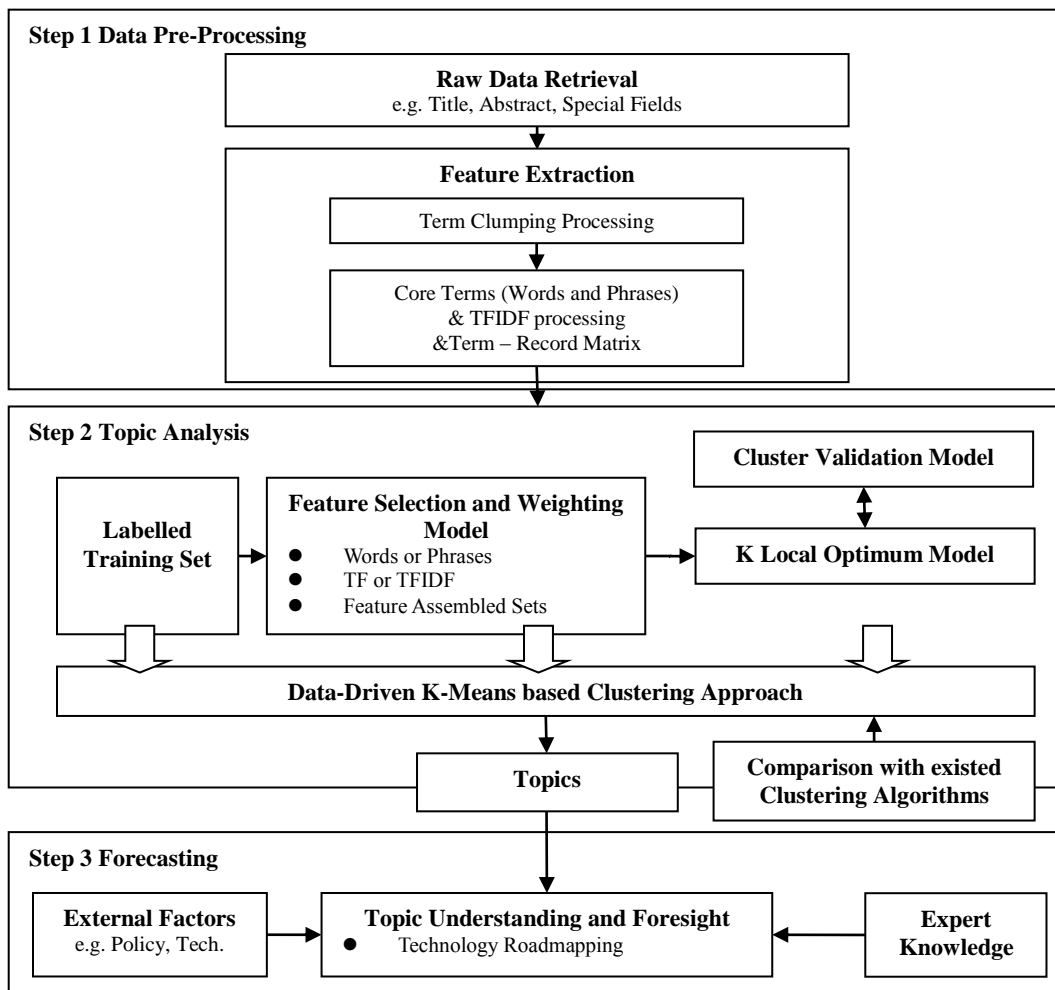 Step 1 Data Pre-Processing
Raw Data Retrieval
e.g. Title, Abstract, Special Fields
Feature Extraction
Term Clumping Processing
Core Terms (Words and Phrases)
& TFIDF processing
&Term – Record Matrix
Step 2 Topic Analysis
Cluster Validation Model
Labelled
Training Set
Feature Selection and Weighting
Model
● Words or Phrases
● TF or TFIDF
● Feature Assembled Sets
K Local Optimum Model
Data-Driven K-Means based Clustering Approach
Topics
Comparison with existed
Clustering Algorithms
Step 3 Forecasting
External Factors
e.g. Policy, Tech.
Topic Understanding and Foresight
● Technology Roadmapping
Expert
Knowledge